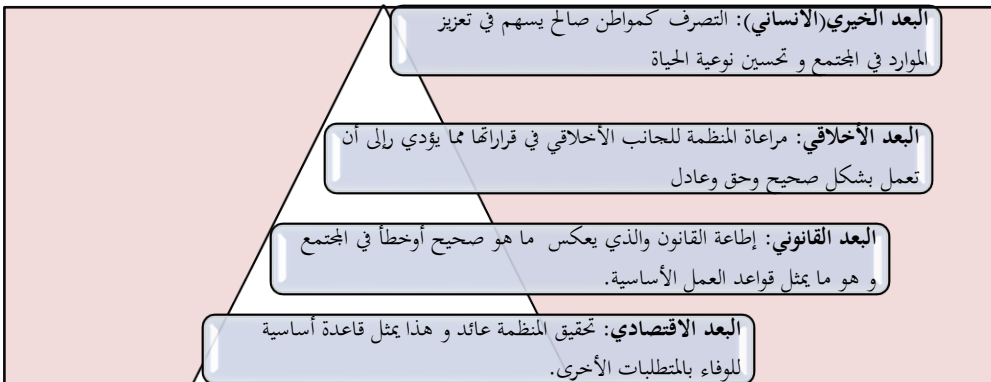 البعد الخيري(الانساني): التصرف كمواطن صالح يسهم في تعزيز
الموارد في المجتمع و تحسين نوعية الحياة
البعد الأخلاقي: مراعاة المنظمة للجانب الأخلاقي في قراراتها مما يؤدي رإلى أن
تعمل بشكل صحيح وحق وعادل
البعد القانوني: إطاعة القانون والذي يعكس ما هو صحيح أوخطأ في المجتمع
و هو ما يمثل قواعد العمل الأساسية.
البعد الاقتصادي: تحقيق المنظمة عائد و هذا يمثل قاعدة أساسية
للوفاء بالمتطلبات الأخرى.